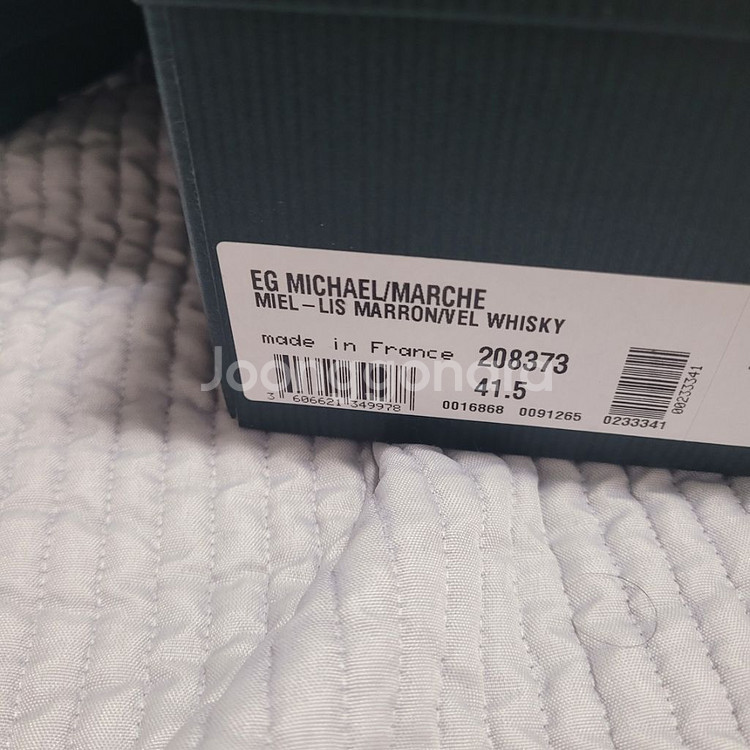 EG MICHAEL/MARCHE
MIEL-LIS MARRON/VEL WHISKY
made in France 208373
41.5
3 606621 349978
0016868 0091265 0233341
00233341
Joonggonara